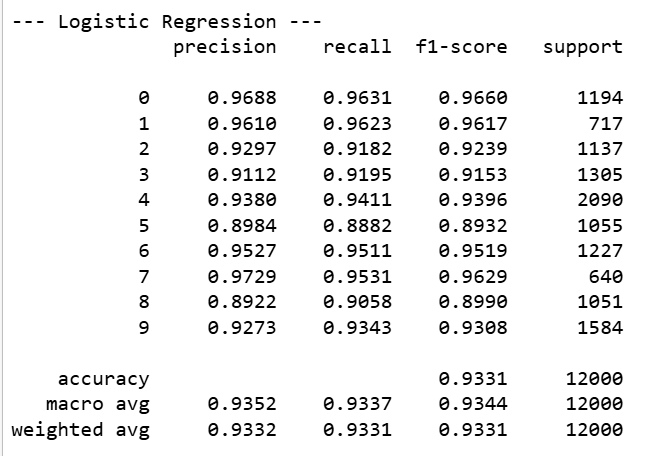 --- Logistic Regression ---
precision recall f1-score support
0 0.9688 0.9631 0.9660 1194
1 0.9610 0.9623 0.9617 717
2 0.9297 0.9182 0.9239 1137
3 0.9112 0.9195 0.9153 1305
4 0.9380 0.9411 0.9396 2090
5 0.8984 0.8882 0.8932 1055
6 0.9527 0.9511 0.9519 1227
7 0.9729 0.9531 0.9629 640
8 0.8922 0.9058 0.8990 1051
9 0.9273 0.9343 0.9308 1584
accuracy 0.9331 12000
macro avg 0.9352 0.9337 0.9344 12000
weighted avg 0.9332 0.9331 0.9331 12000